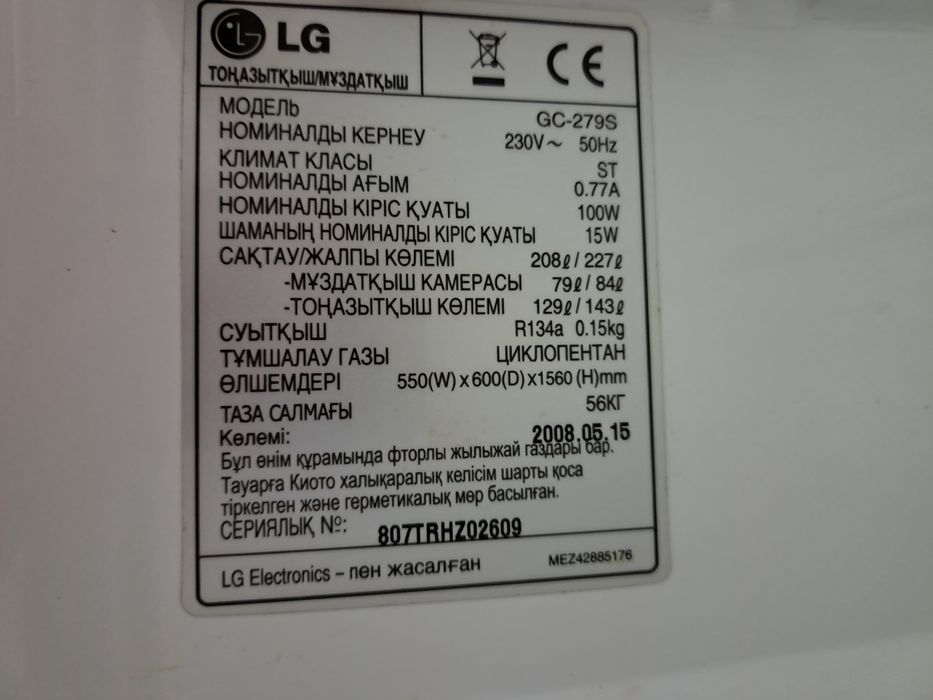 LG
ТОҢАЗЫТҚЫШ/МҰЗДАТҚЫШ
МОДЕЛЬ GC-279S
НОМИНАЛДЫ КЕРНЕУ 230V~ 50Hz
КЛИМАТ КЛАСЫ ST
НОМИНАЛДЫ АҒЫМ 0.77A
НОМИНАЛДЫ КІРІС ҚУАТЫ 100W
ШАМАНЫҢ НОМИНАЛДЫ КІРІС ҚУАТЫ 15W
САҚТАУ/ЖАЛПЫ КӨЛЕМІ 208ℓ/227ℓ
-МҰЗДАТҚЫШ КАМЕРАСЫ 79ℓ/84ℓ
-ТОҢАЗЫТҚЫШ КӨЛЕМІ 129ℓ/143ℓ
СУЫТҚЫШ R134a 0.15kg
ТҰМШАЛАУ ГАЗЫ ЦИКЛОПЕНТАН
ӨЛШЕМДЕРІ 550(W)x600(D)x1560(H)mm
ТАЗА САЛМАҒЫ 56КГ
Көлемі: 2008.05.15
Бұл өнім құрамында фторлы жылыжай газдары бар.
Тауарға Киото халықаралық келісім шарты қоса
тіркелген және герметикалық мөр басылған.
СЕРИЯЛЫҚ №: 807TRHZ02609
LG Electronics – пен жасалған MEZ42885176